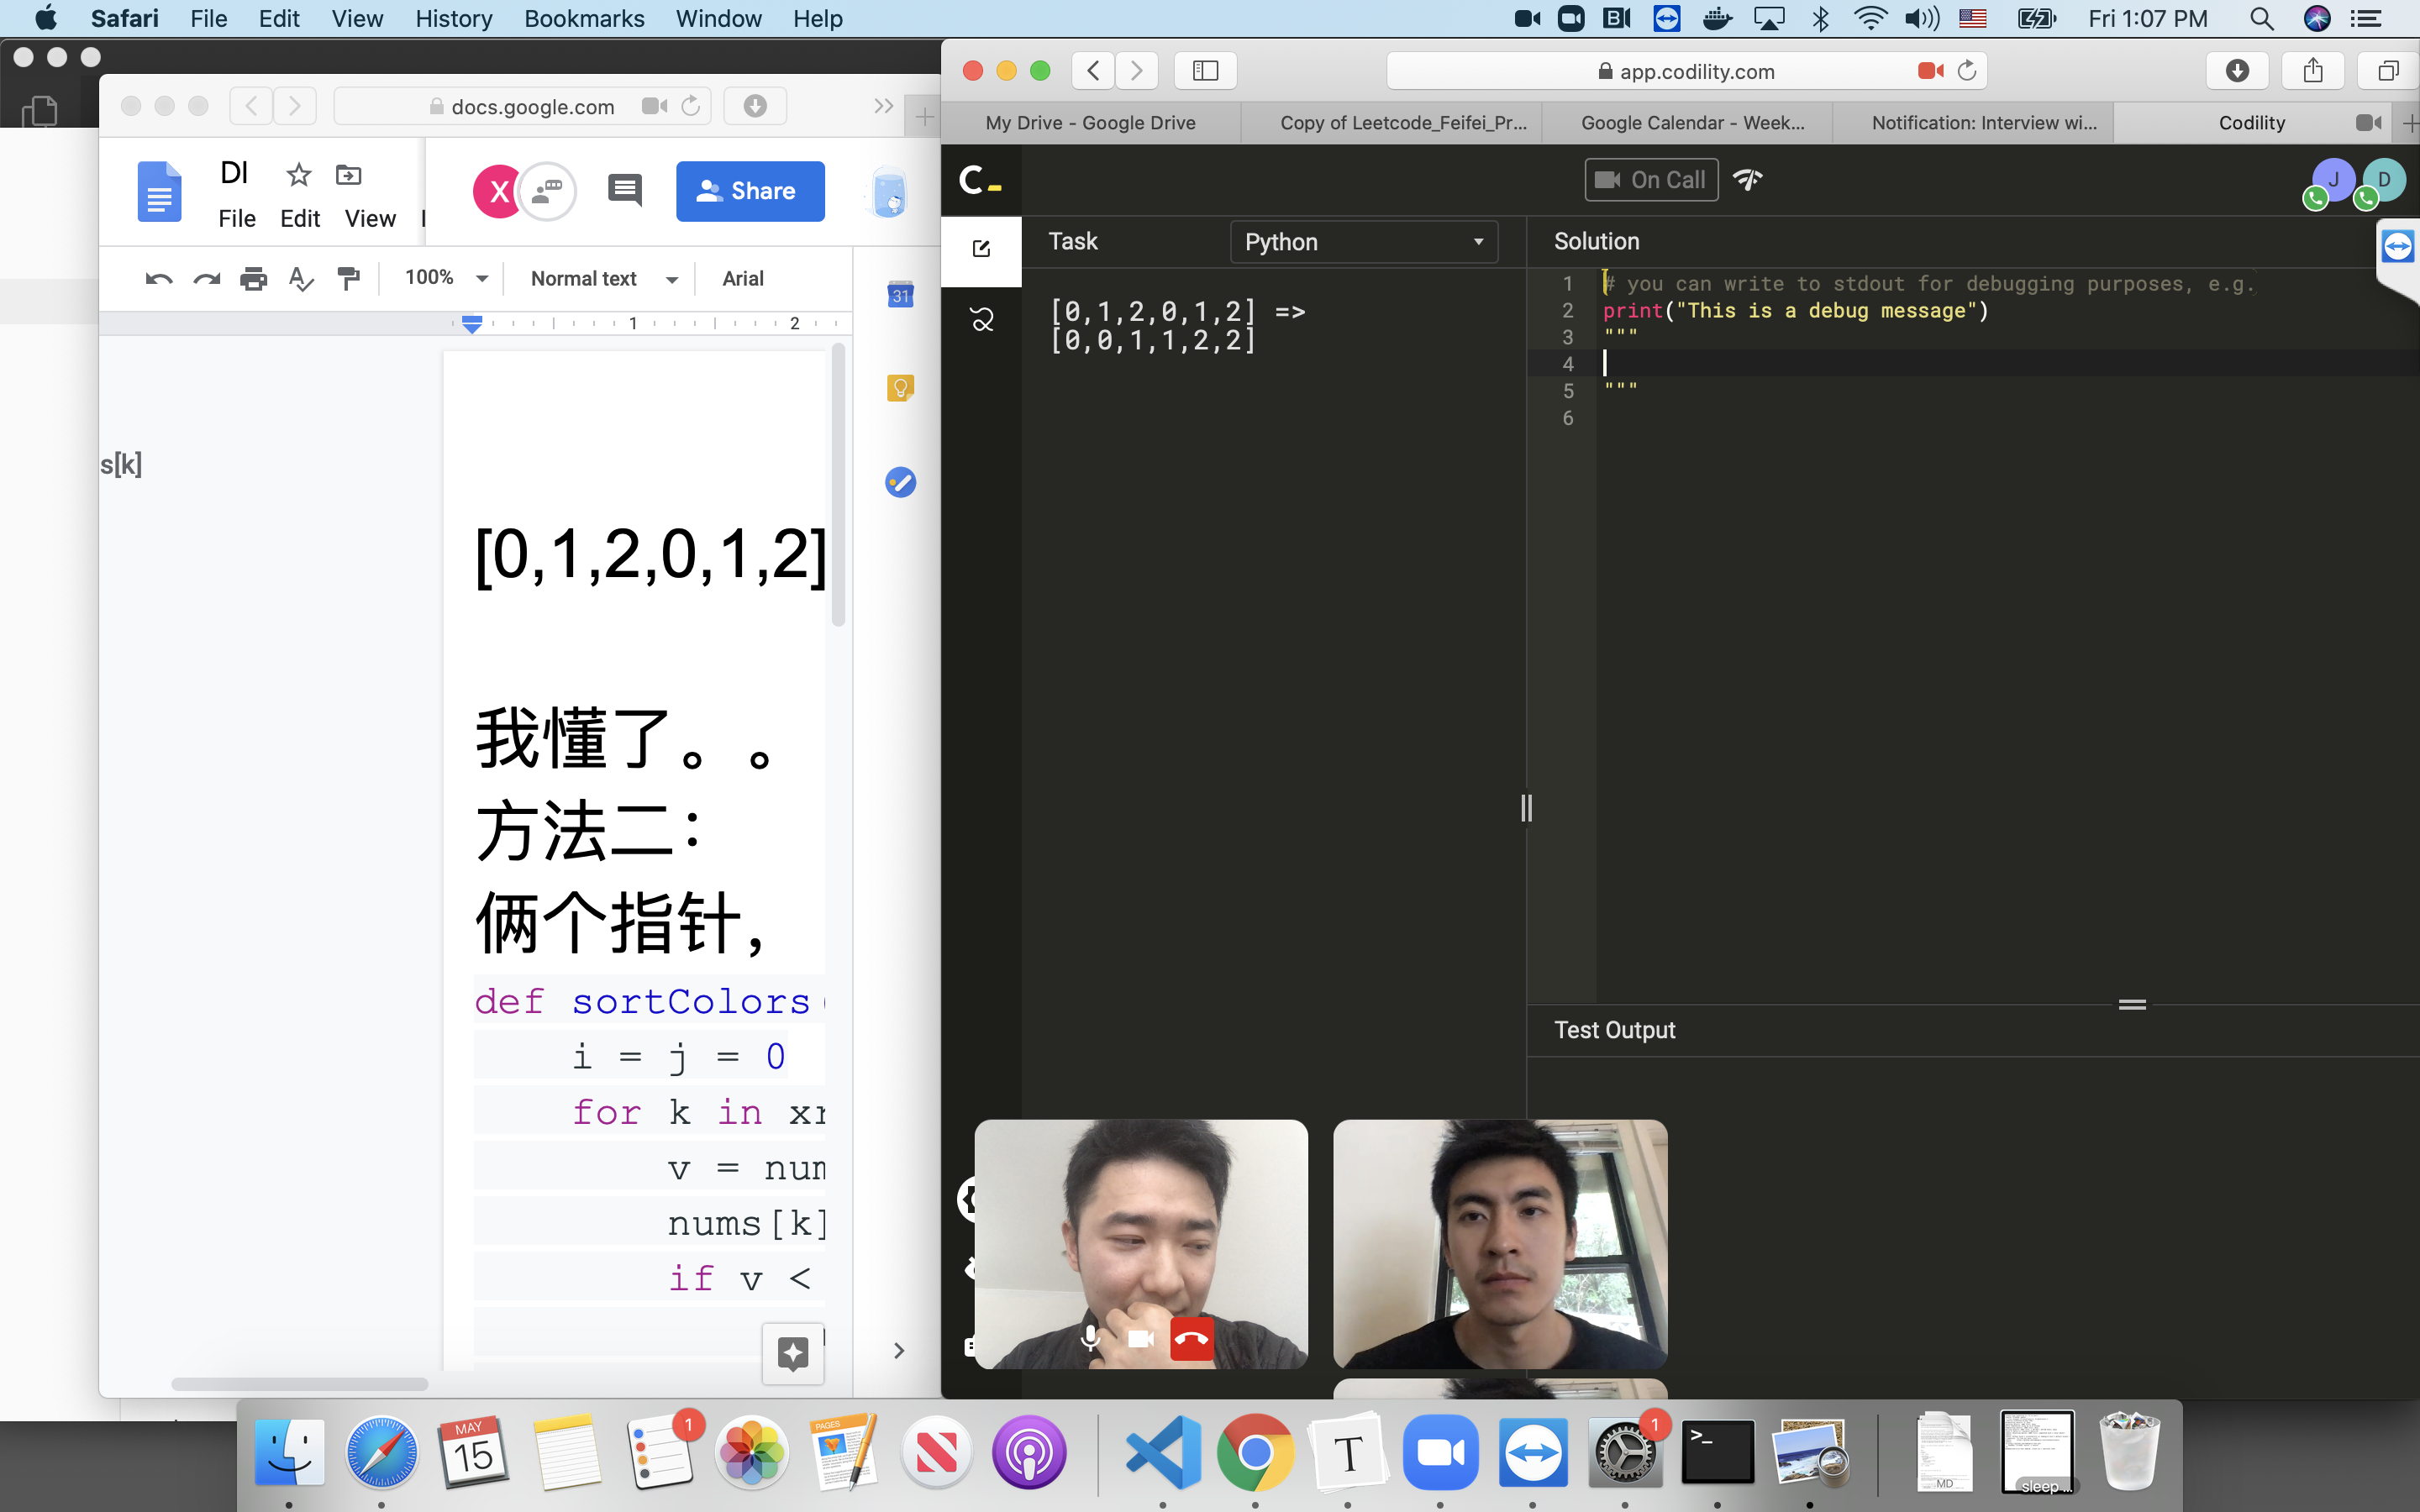 Safari File Edit View History Bookmarks Window Help
Fri 1:07 PM
docs.google.com
app.codility.com
My Drive - Google Drive
Copy of Leetcode_Feifei_Pr...
Google Calendar - Week...
Notification: Interview wi...
Codility
DI
File Edit View
X
Share
On Call
J
D
100%
Normal text
Arial
31
1 2
s[k]
[0,1,2,0,1,2]
我懂了。。
方法二：
俩个指针，
def sortColors(
i = j = 0
for k in xr
v = num
nums[k]
if v <
Task
Python
[0,1,2,0,1,2] =>
[0,0,1,1,2,2]
Solution
1 # you can write to stdout for debugging purposes, e.g.
2 print("This is a debug message")
3 """
4
5 """
6
Test Output
MAY
15
1
PAGES
T
1
>_
MD
sleep ...